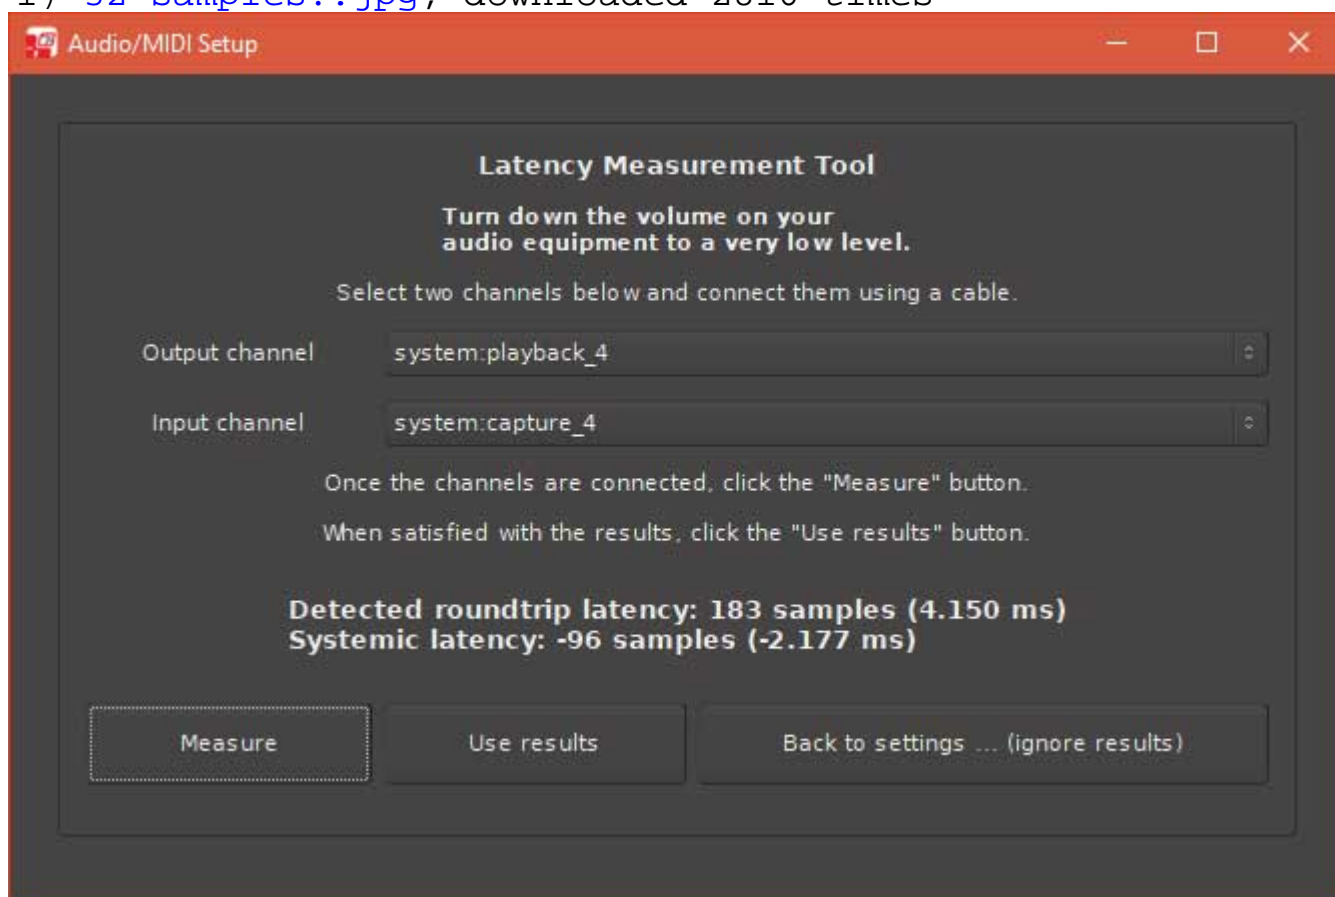 Audio/MIDI Setup
Latency Measurement Tool
Turn down the volume on your
audio equipment to a very low level.
Select two channels below and connect them using a cable.
Output channel system:playback_4
Input channel system:capture_4
Once the channels are connected, click the "Measure" button.
When satisfied with the results, click the "Use results" button.
Detected roundtrip latency: 183 samples (4.150 ms)
Systemic latency: -96 samples (-2.177 ms)
Measure Use results Back to settings ... (ignore results)